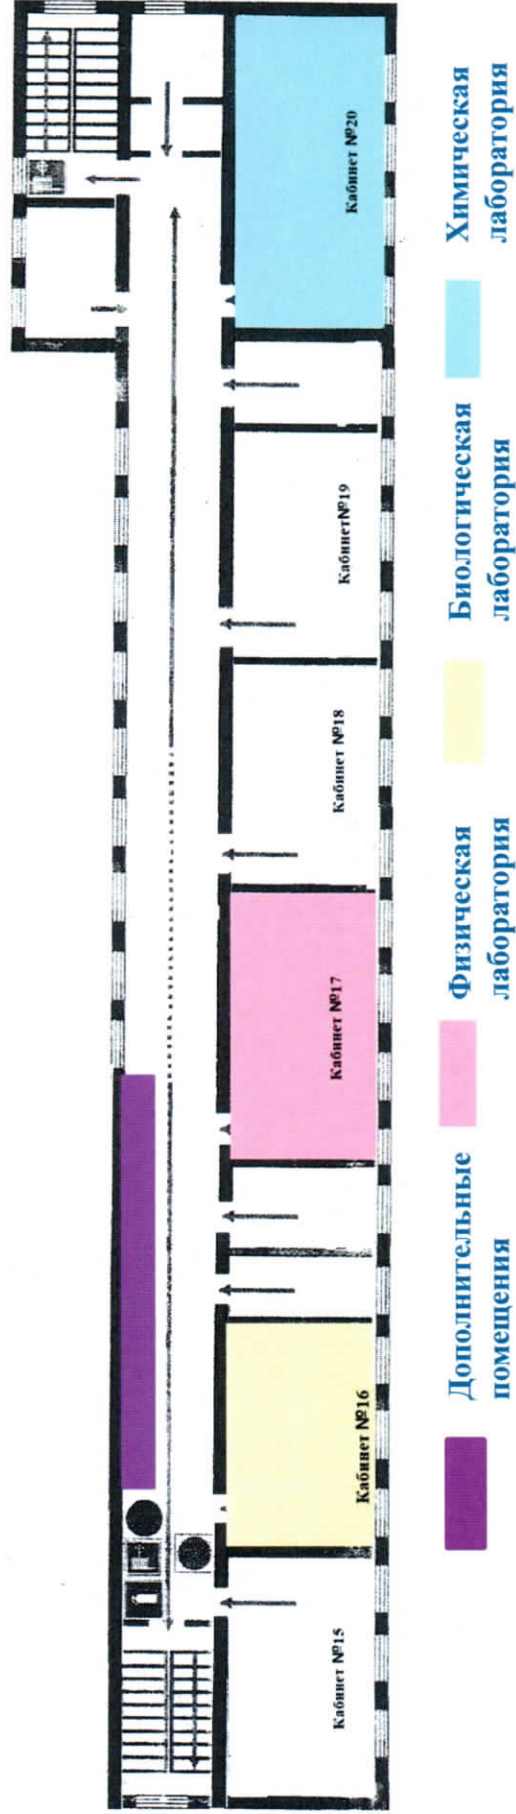 Кабинет №15
Кабинет №16
Кабинет №17
Кабинет №18
Кабинет№19
Кабинет №20
Дополнительные
помещения
Физическая
лаборатория
Биологическая
лаборатория
Химическая
лаборатория